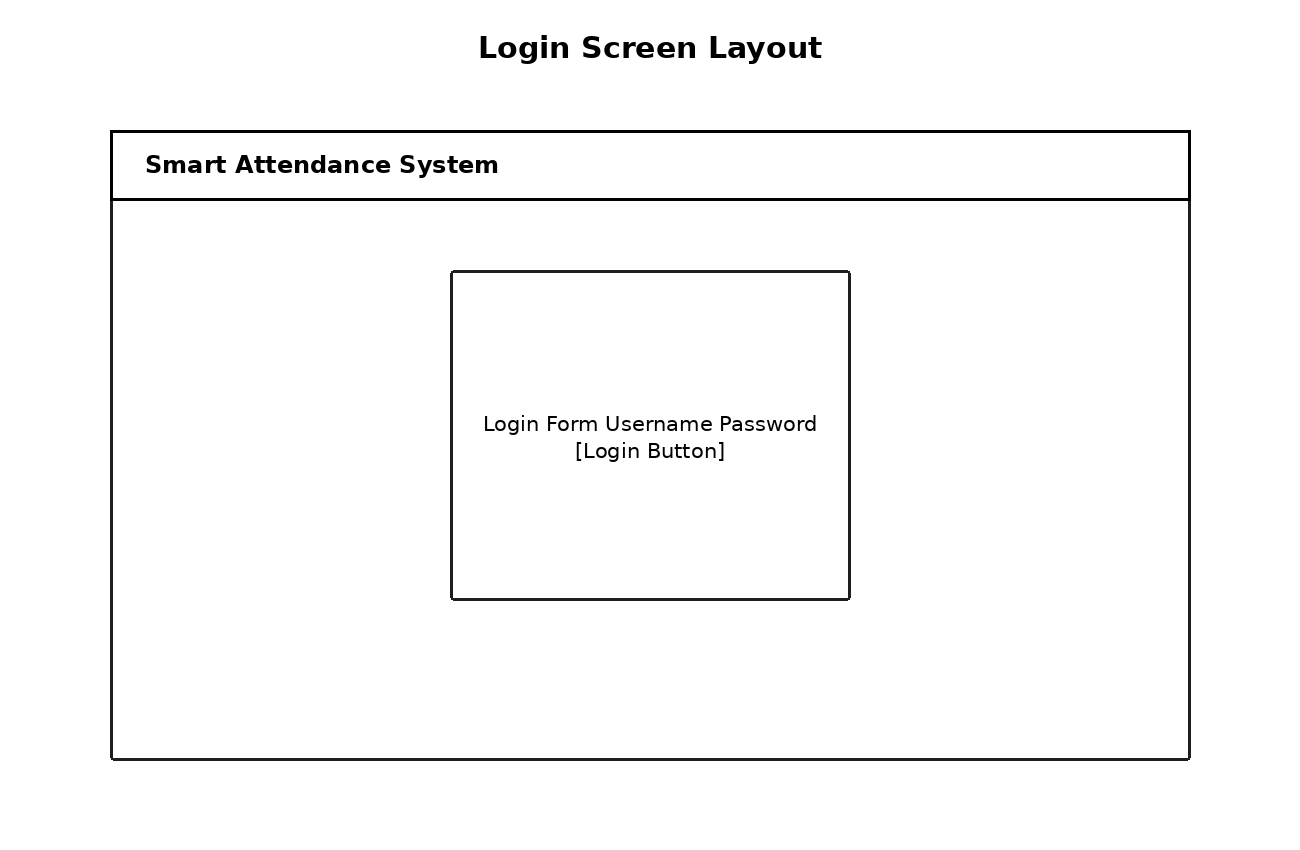 Login Screen Layout
Smart Attendance System
Login Form Username Password
[Login Button]